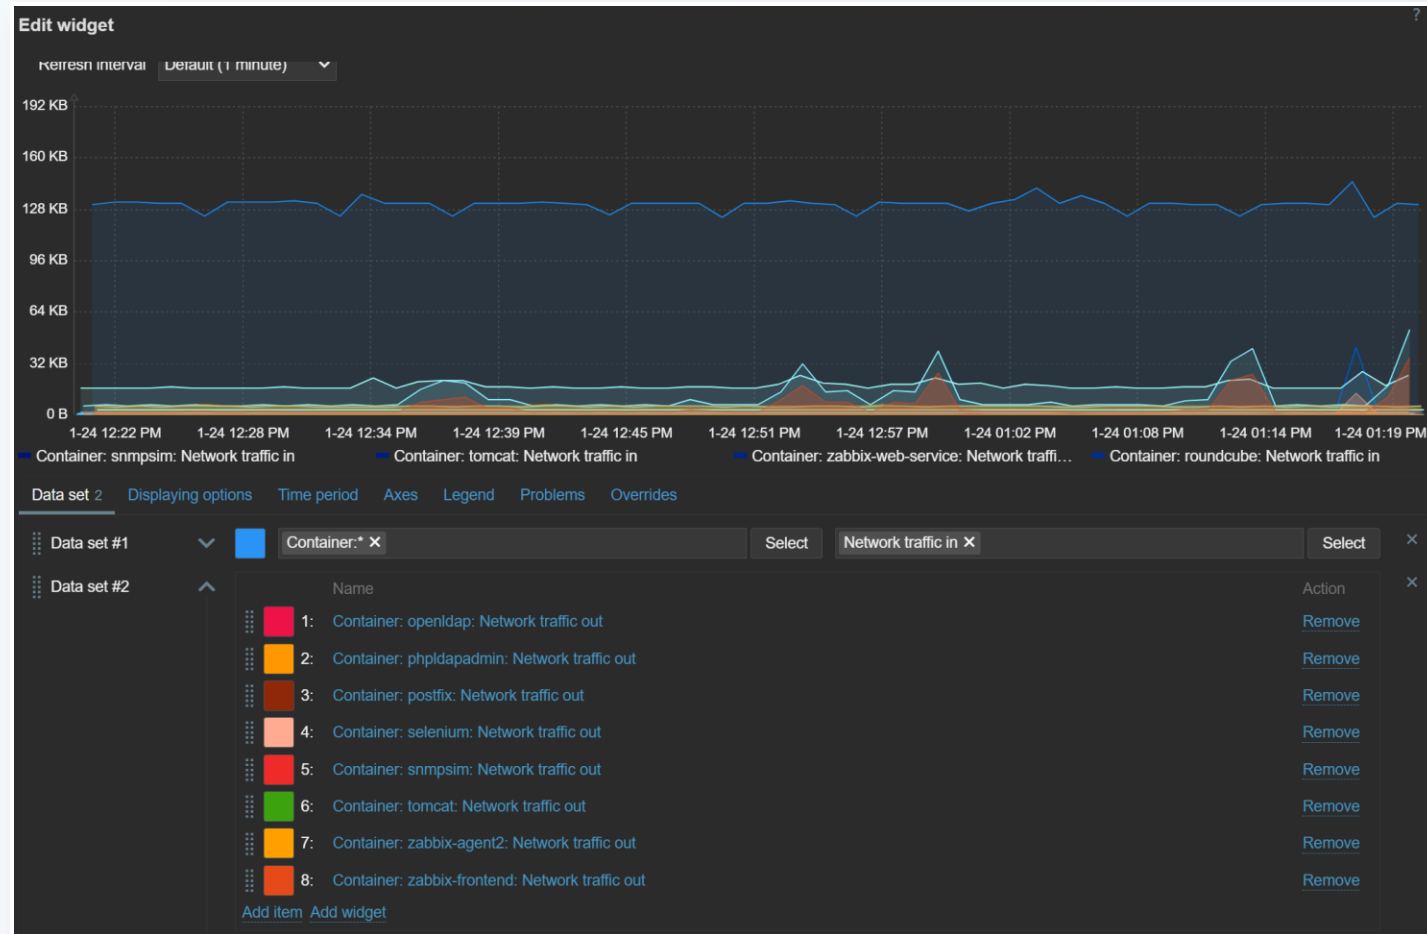 Edit widget
?
Refresh interval Default (1 minute)
192 KB
160 KB
128 KB
96 KB
64 KB
32 KB
0 B
1-24 12:22 PM 1-24 12:28 PM 1-24 12:34 PM 1-24 12:39 PM 1-24 12:45 PM 1-24 12:51 PM 1-24 12:57 PM 1-24 01:02 PM 1-24 01:08 PM 1-24 01:14 PM 1-24 01:19 PM
Container: snmpsim: Network traffic in Container: tomcat: Network traffic in Container: zabbix-web-service: Network traffi... Container: roundcube: Network traffic in
Data set 2 Displaying options Time period Axes Legend Problems Overrides
Data set #1 Container:* Select Network traffic in Select
Data set #2
Name Action
1: Container: openldap: Network traffic out Remove
2: Container: phpldapadmin: Network traffic out Remove
3: Container: postfix: Network traffic out Remove
4: Container: selenium: Network traffic out Remove
5: Container: snmpsim: Network traffic out Remove
6: Container: tomcat: Network traffic out Remove
7: Container: zabbix-agent2: Network traffic out Remove
8: Container: zabbix-frontend: Network traffic out Remove
Add item Add widget